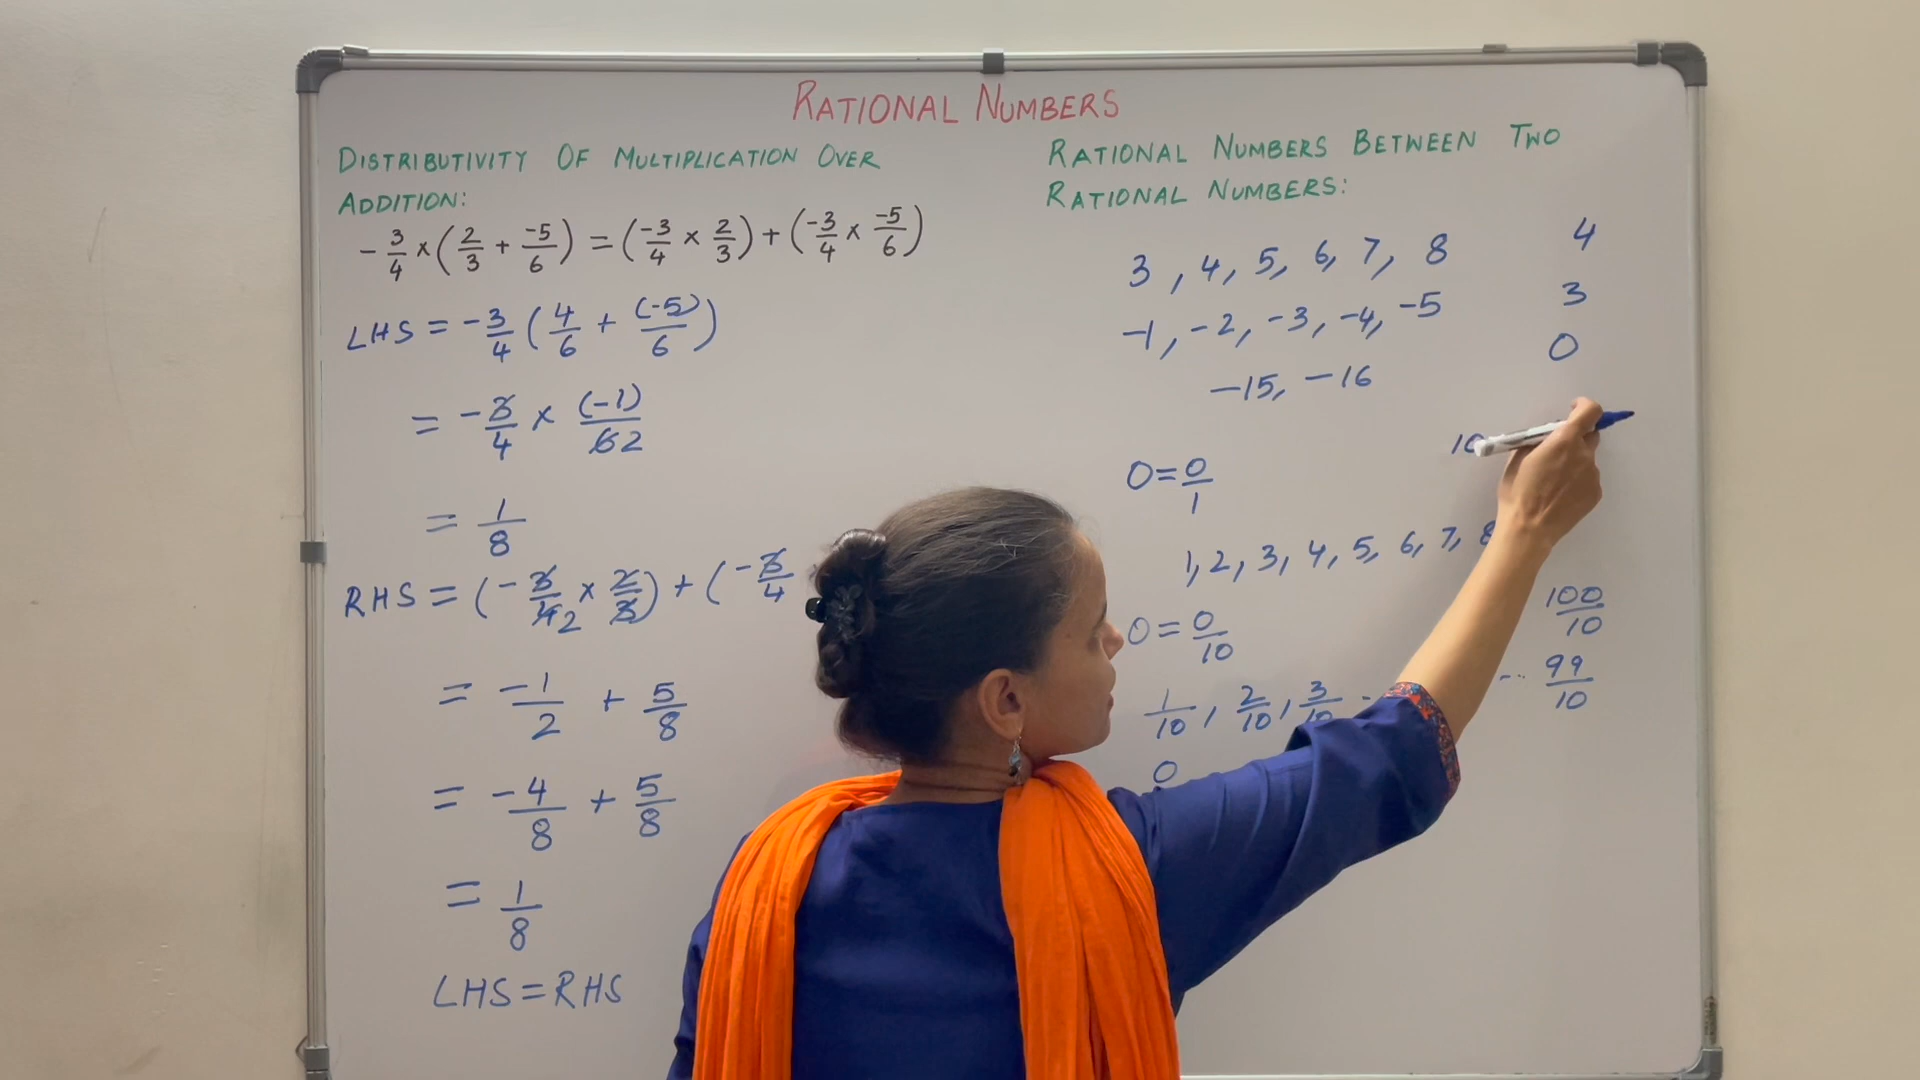 RATIONAL NUMBERS
DISTRIBUTIVITY OF MULTIPLICATION OVER
ADDITION:
-3/4 × (2/3 + -5/6) = (-3/4 × 2/3) + (-3/4 × -5/6)
LHS = -3/4 (4/6 + (-5)/6)
= -3/4 × (-1)/6 2
= 1/8
RHS = (-3/4 2 × 2/3) + (-3/4
= -1/2 + 5/8
= -4/8 + 5/8
= 1/8
LHS = RHS
RATIONAL NUMBERS BETWEEN TWO
RATIONAL NUMBERS:
3 , 4, 5, 6, 7, 8 4
-1, -2, -3, -4, -5 3
-15, -16 0
0 = 0/1 10
1, 2, 3, 4, 5, 6, 7, 8
0 = 0/10 100/10
1/10, 2/10, 3/10 - -·· 99/10
0